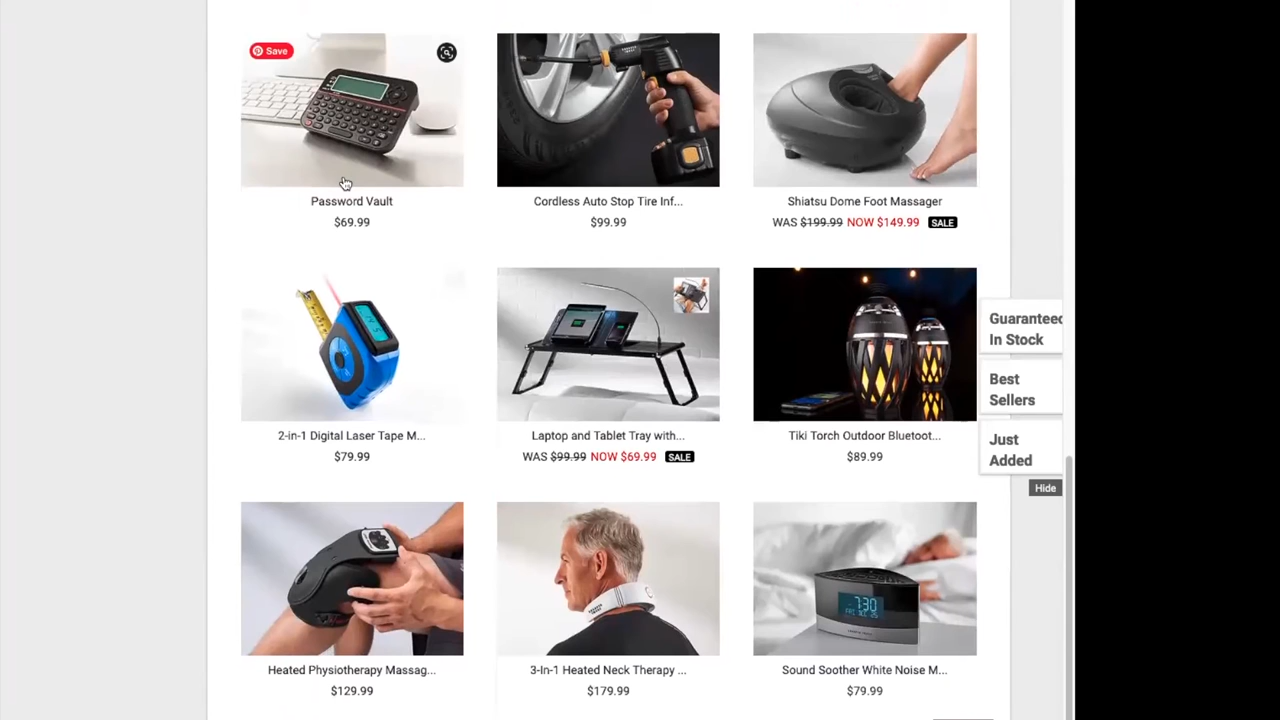 Save
Password Vault
$69.99
Cordless Auto Stop Tire Inf...
$99.99
Shiatsu Dome Foot Massager
WAS $199.99 NOW $149.99 SALE
2-in-1 Digital Laser Tape M...
$79.99
Laptop and Tablet Tray with...
WAS $99.99 NOW $69.99 SALE
Tiki Torch Outdoor Bluetoot...
$89.99
Guaranteed
In Stock
Best
Sellers
Just
Added
Hide
7:30
Heated Physiotherapy Massag...
$129.99
3-In-1 Heated Neck Therapy ...
$179.99
Sound Soother White Noise M...
$79.99